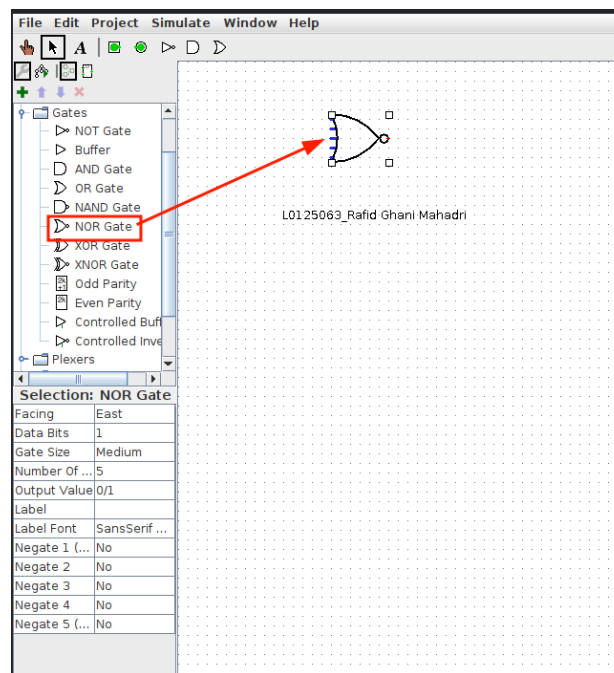 File Edit Project Simulate Window Help
A
Gates
NOT Gate
Buffer
AND Gate
OR Gate
NAND Gate
NOR Gate
XOR Gate
XNOR Gate
Odd Parity
Even Parity
Controlled Buff
Controlled Inve
Plexers
L0125063_Rafid Ghani Mahadri
Selection: NOR Gate
Facing East
Data Bits 1
Gate Size Medium
Number Of ... 5
Output Value 0/1
Label
Label Font SansSerif ...
Negate 1 (... No
Negate 2 No
Negate 3 No
Negate 4 No
Negate 5 (... No